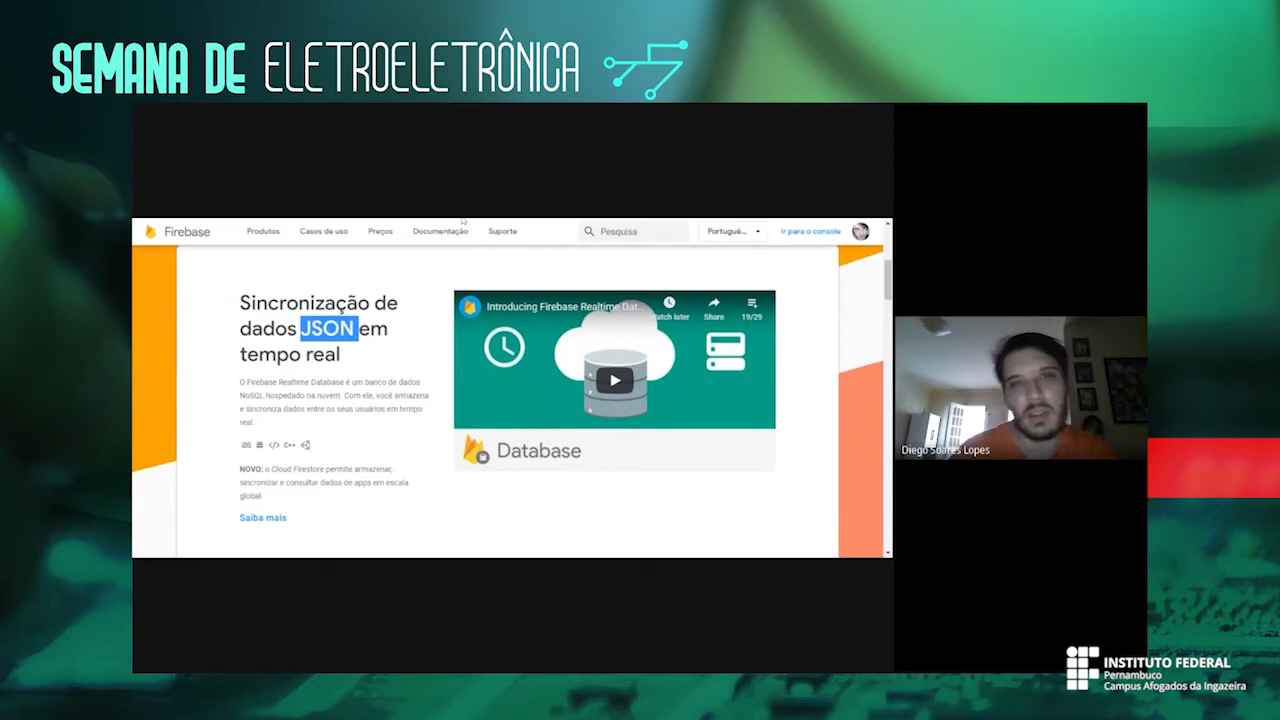 SEMANA DE ELETROELETRÔNICA
Firebase
Produtos
Casos de uso
Preços
Documentação
Suporte
Pesquisa
Portuguê...
Ir para o console
Sincronização de
dados JSON em
tempo real
O Firebase Realtime Database é um banco de dados
NoSQL hospedado na nuvem. Com ele, você armazena
e sincroniza dados entre os seus usuários em tempo
real.
iOS </> C++
NOVO: o Cloud Firestore permite armazenar,
sincronizar e consultar dados de apps em escala
global.
Saiba mais
Introducing Firebase Realtime Dat...
Watch later
Share
19/29
Database
Diego Soares Lopes
INSTITUTO FEDERAL
Pernambuco
Campus Afogados da Ingazeira